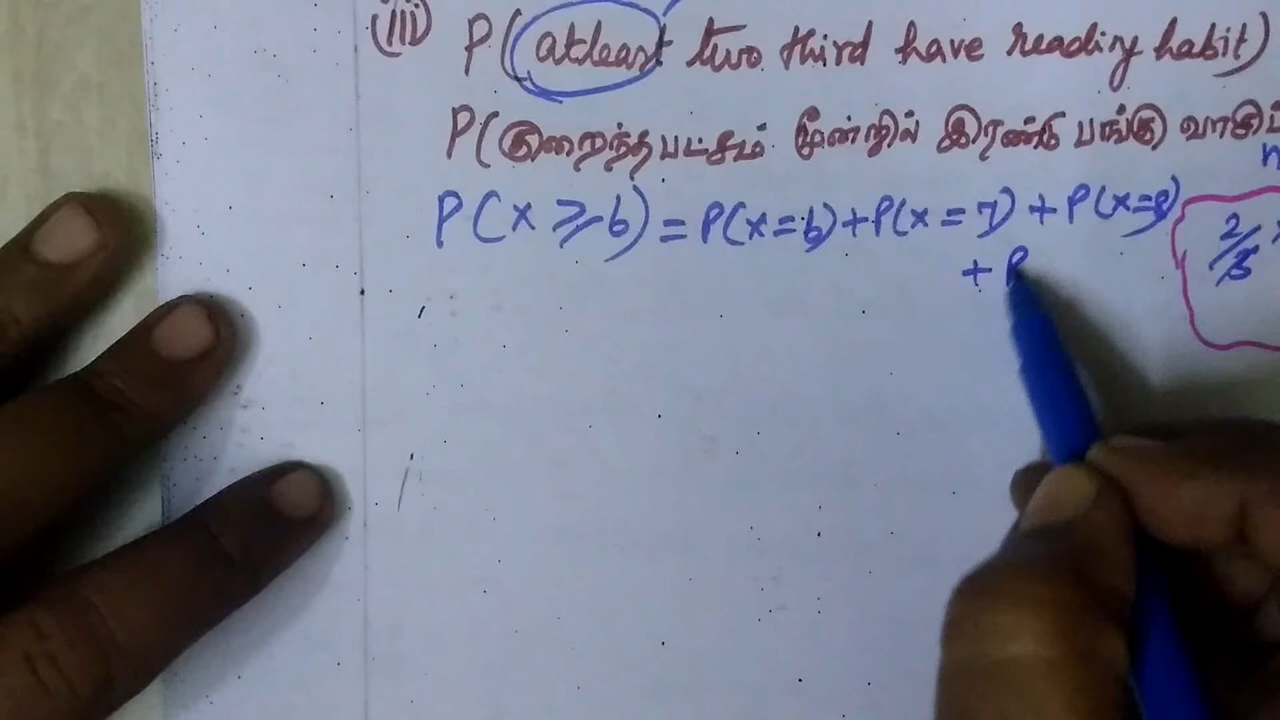 (iii) P(atleast two third have reading habit)
P(குறைந்தபட்சம் மூன்றில் இரண்டு பங்கு
P(x ≥ 6) = P(x=6)+P(x=7)+P(x=8)
+ P
2/3
n